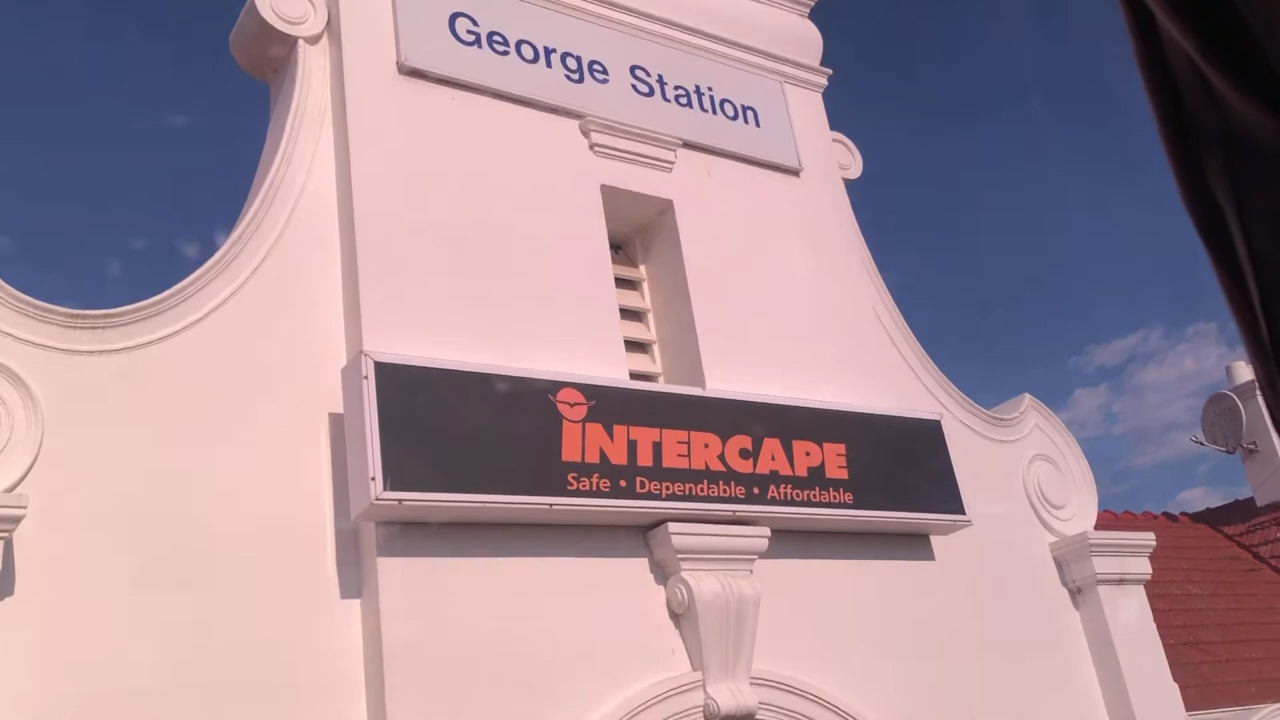 George Station
INTERCAPE
Safe • Dependable • Affordable